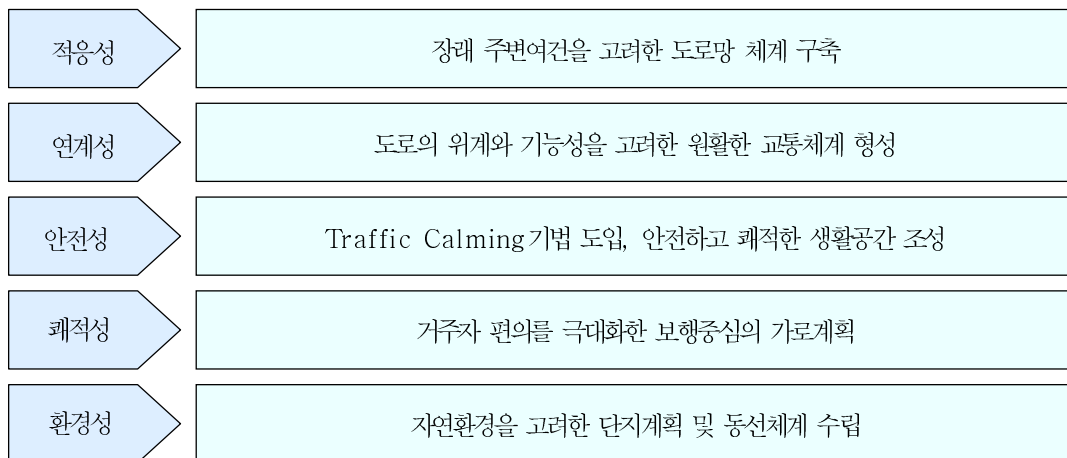 적응성
장래 주변여건을 고려한 도로망 체계 구축
연계성
도로의 위계와 기능성을 고려한 원활한 교통체계 형성
안전성
Traffic Calming기법 도입, 안전하고 쾌적한 생활공간 조성
쾌적성
거주자 편의를 극대화한 보행중심의 가로계획
환경성
자연환경을 고려한 단지계획 및 동선체계 수립